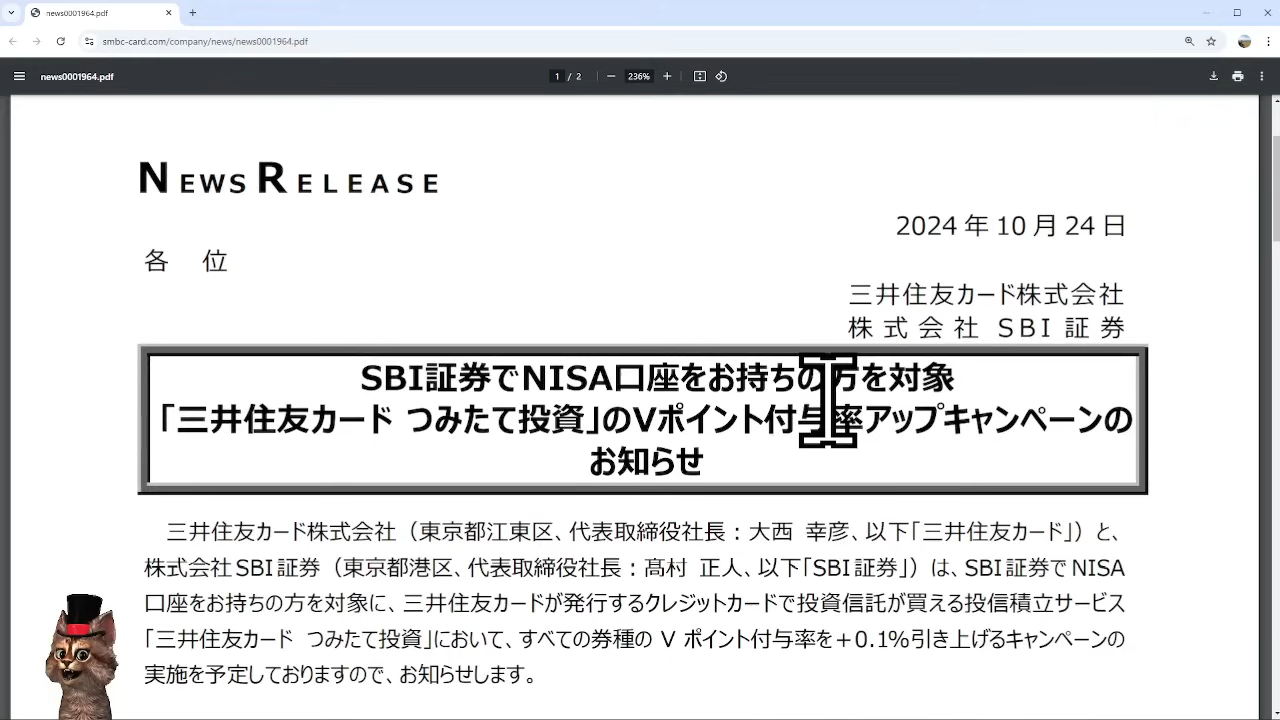 news0001964.pdf
smbc-card.com/company/news/news0001964.pdf
news0001964.pdf
1 / 2
236%
NEWS RELEASE
2024 年 10 月 24 日
各 位
三井住友カード株式会社
株式会社 SBI 証券
SBI証券でNISA口座をお持ちの方を対象
「三井住友カード つみたて投資」のVポイント付与率アップキャンペーンの
お知らせ
三井住友カード株式会社（東京都江東区、代表取締役社長：大西 幸彦、以下「三井住友カード」）と、
株式会社SBI証券（東京都港区、代表取締役社長：髙村 正人、以下「SBI証券」）は、SBI証券でNISA
口座をお持ちの方を対象に、三井住友カードが発行するクレジットカードで投資信託が買える投信積立サービス
「三井住友カード つみたて投資」において、すべての券種の V ポイント付与率を＋0.1%引き上げるキャンペーンの
実施を予定しておりますので、お知らせします。